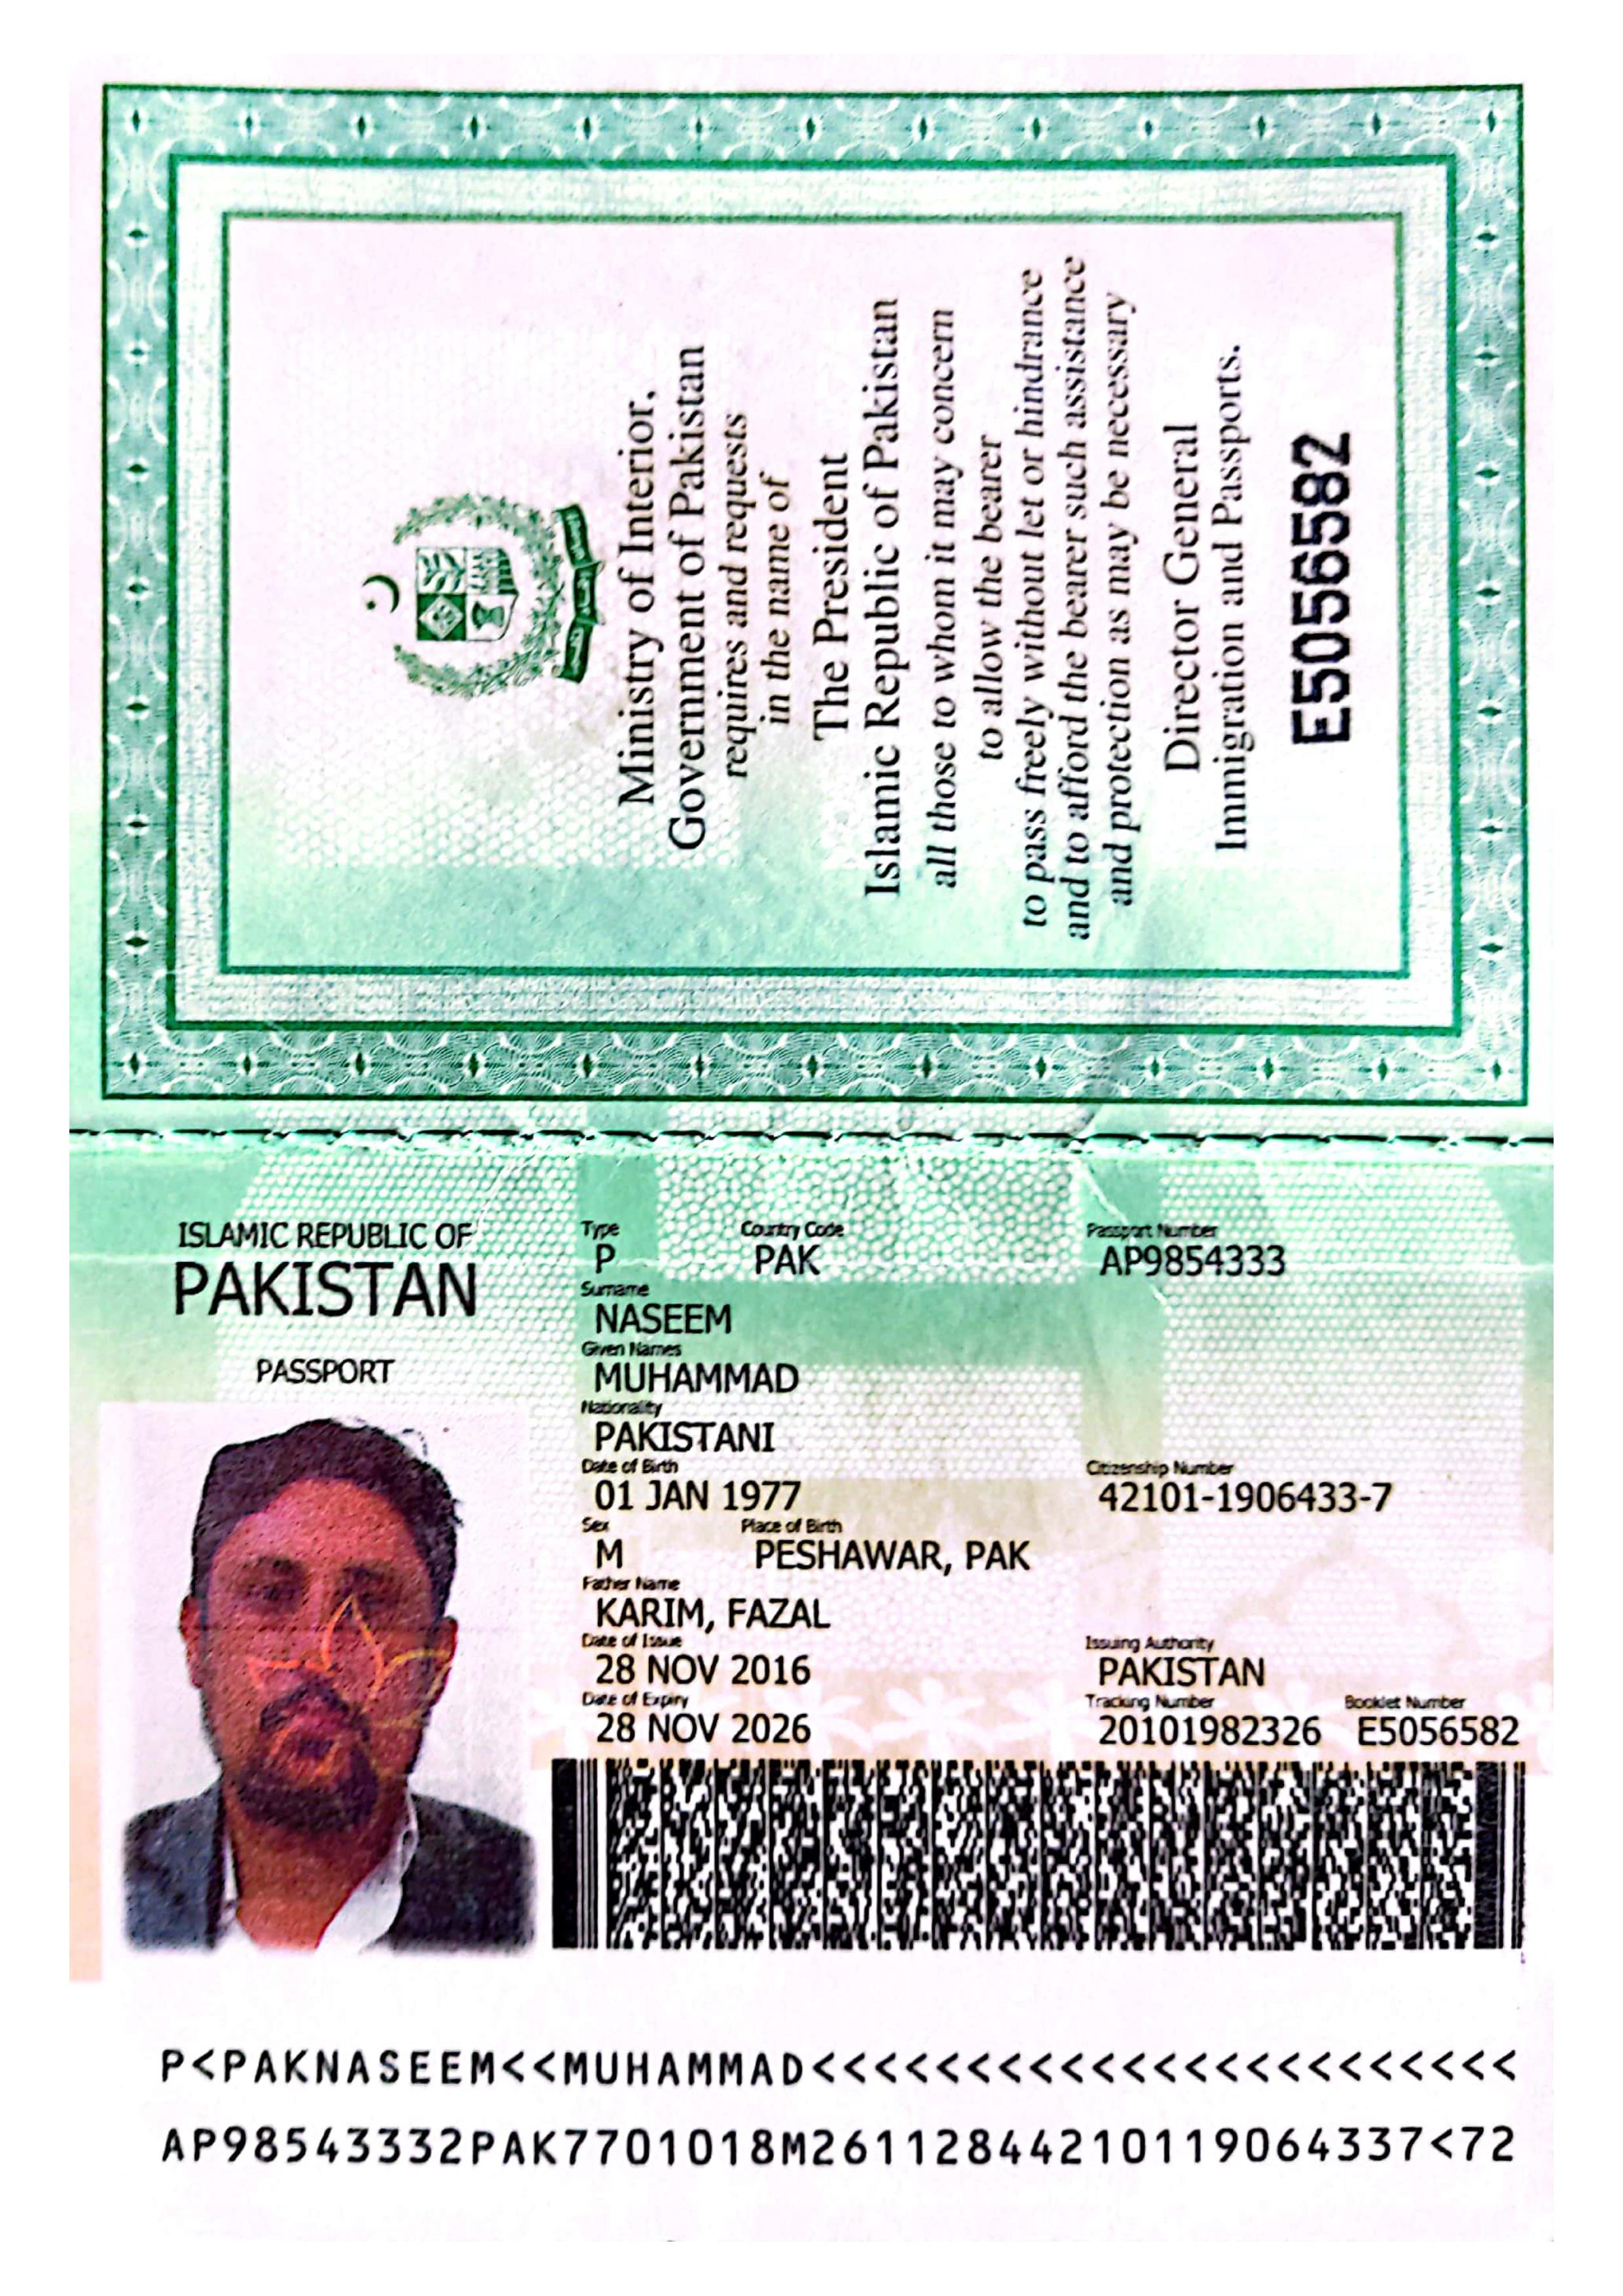 Ministry of Interior,
Government of Pakistan
requires and requests
in the name of
The President
Islamic Republic of Pakistan
all those to whom it may concern
to allow the bearer
to pass freely without let or hindrance
and to afford the bearer such assistance
and protection as may be necessary
Director General
Immigration and Passports.
E5056582
ISLAMIC REPUBLIC OF
PAKISTAN
PASSPORT
Type Country Code Passport Number
P PAK AP9854333
Surname
NASEEM
Given Names
MUHAMMAD
Nationality
PAKISTANI
Date of Birth Citizenship Number
01 JAN 1977 42101-1906433-7
Sex Place of Birth
M PESHAWAR, PAK
Father Name
KARIM, FAZAL
Date of Issue Issuing Authority
28 NOV 2016 PAKISTAN
Date of Expiry Tracking Number Booklet Number
28 NOV 2026 20101982326 E5056582
P<PAKNASEEM<<MUHAMMAD<<<<<<<<<<<<<<<<<<<<<<<
AP98543332PAK7701018M26112844210119064337<72